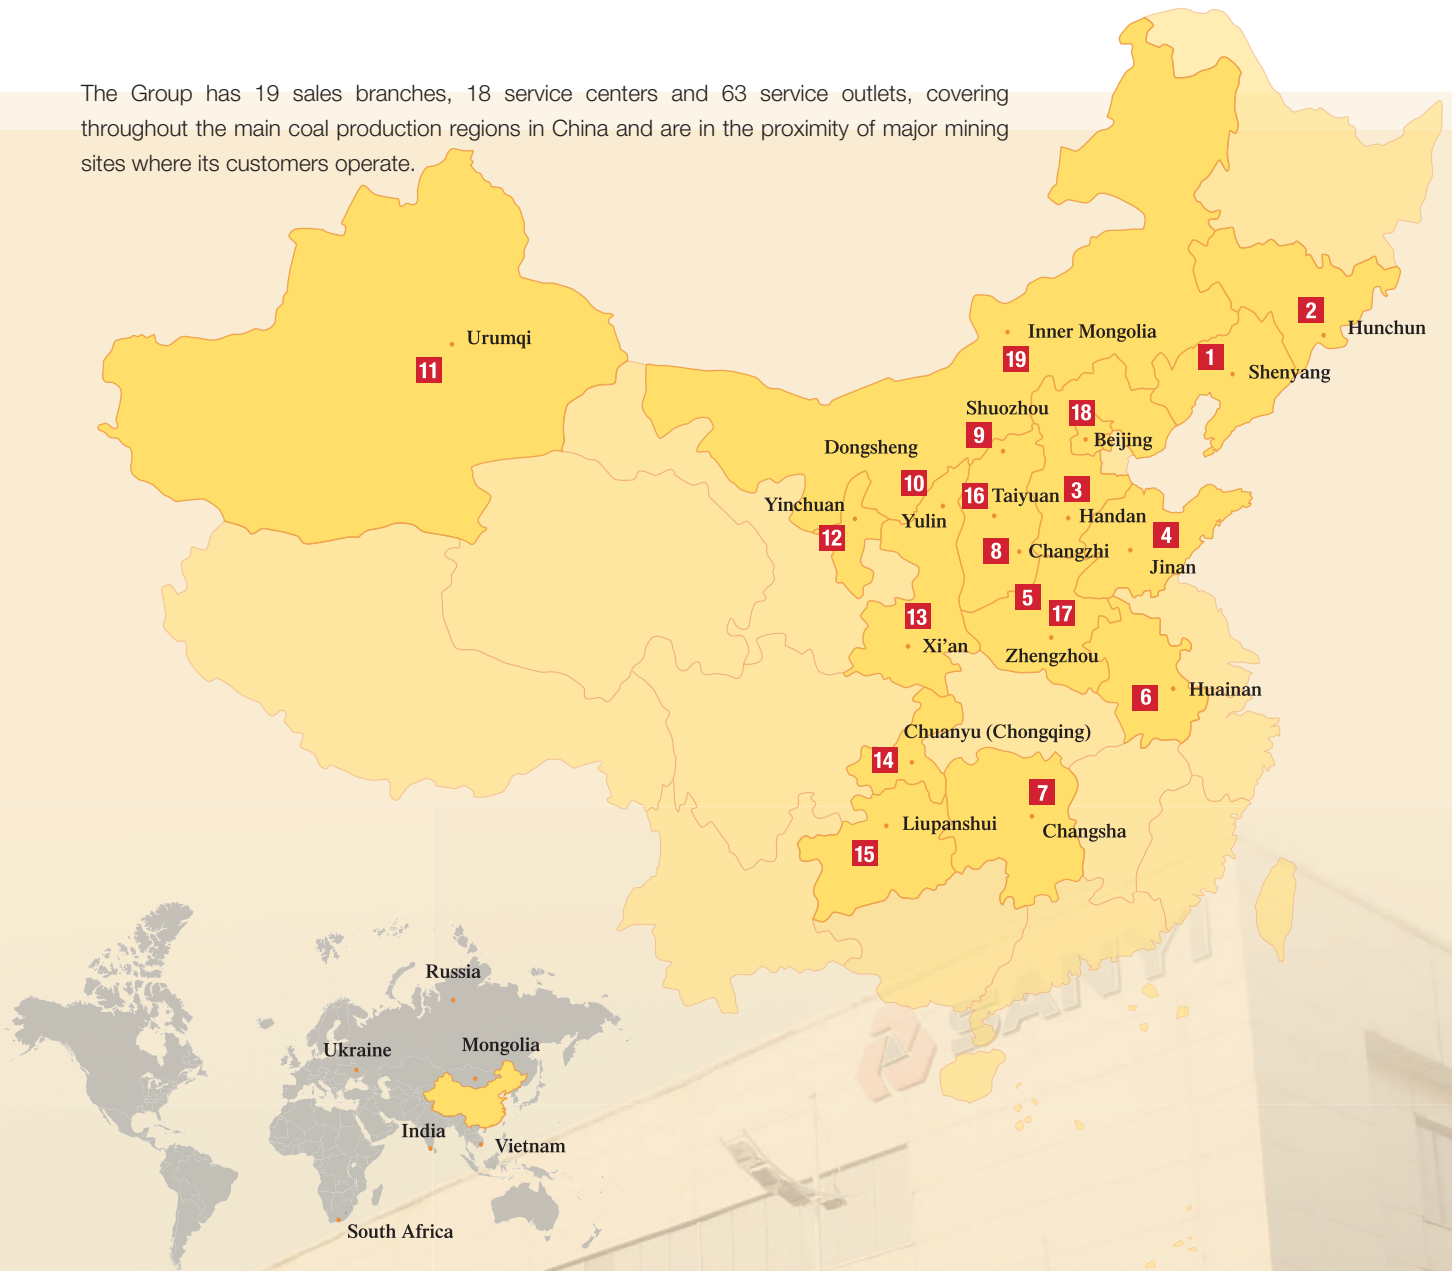 The Group has 19 sales branches, 18 service centers and 63 service outlets, covering
throughout the main coal production regions in China and are in the proximity of major mining
sites where its customers operate.
2
Hunchun
Inner Mongolia
Urumqi
19
1
11
Shenyang
Shuozhou
18
9
Beijing
Dongsheng
10
16
Taiyuan
3
Yinchuan
Yulin
Handan
12
4
8
Changzhi
Jinan
5
17
13
Xi’an
Zhengzhou
6
Huainan
Chuanyu (Chongqing)
14
7
Liupanshui
Changsha
15
SANY
Russia
Ukraine
Mongolia
India
Vietnam
South Africa